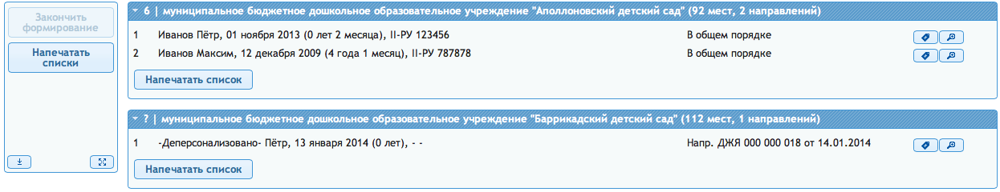 Закончить
формирование
Напечатать
списки
6 | муниципальное бюджетное дошкольное образовательное учреждение "Аполлоновский детский сад" (92 мест, 2 направлений)
1 Иванов Пётр, 01 ноября 2013 (0 лет 2 месяца), II-РУ 123456 В общем порядке
2 Иванов Максим, 12 декабря 2009 (4 года 1 месяц), II-РУ 787878 В общем порядке
Напечатать список
? | муниципальное бюджетное дошкольное образовательное учреждение "Баррикадский детский сад" (112 мест, 1 направлений)
1 -Деперсонализовано- Пётр, 13 января 2014 (0 лет), - - Напр. ДЖЯ 000 000 018 от 14.01.2014
Напечатать список